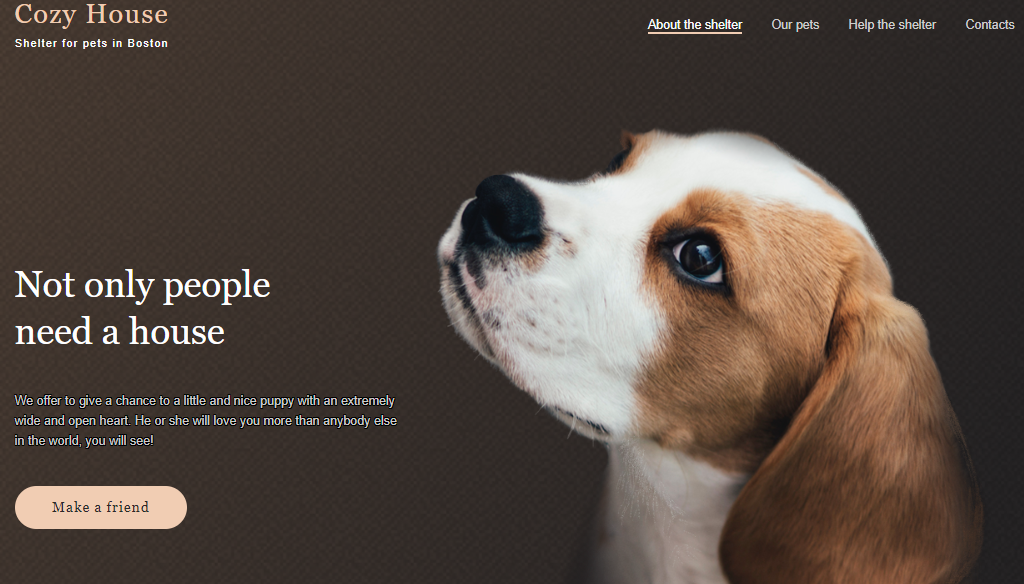 Cozy House
Shelter for pets in Boston
About the shelter
Our pets
Help the shelter
Contacts
Not only people
need a house
We offer to give a chance to a little and nice puppy with an extremely
wide and open heart. He or she will love you more than anybody else
in the world, you will see!
Make a friend